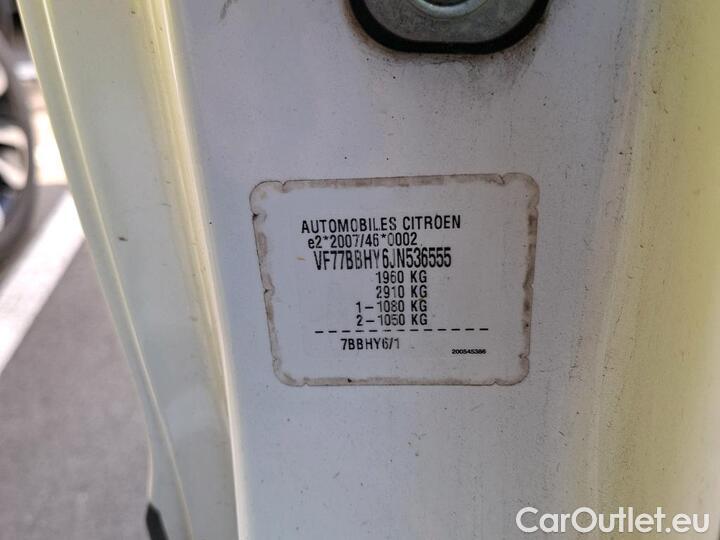 AUTOMOBILES CITROEN
e2*2007/46*0002
VF77BBHY6JN536555
1960 KG
2910 KG
1-1080 KG
2-1050 KG
7BBHY6/1
200545386
CarOutlet.eu